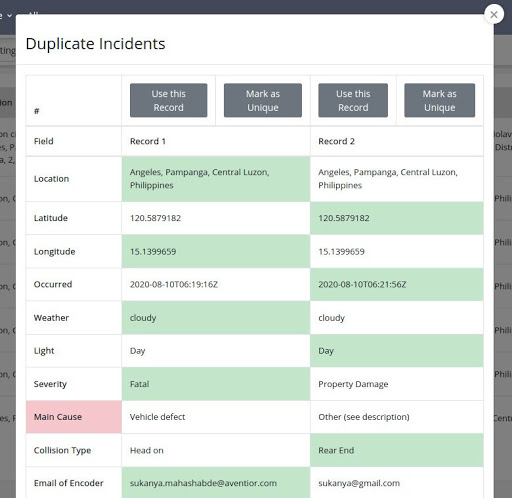 Duplicate Incidents
Use this Record
Mark as Unique
Use this Record
Mark as Unique
#
Field Record 1 Record 2
Location Angeles, Pampanga, Central Luzon, Philippines Angeles, Pampanga, Central Luzon, Philippines
Latitude 120.5879182 120.5879182
Longitude 15.1399659 15.1399659
Occurred 2020-08-10T06:19:16Z 2020-08-10T06:21:56Z
Weather cloudy cloudy
Light Day Day
Severity Fatal Property Damage
Main Cause Vehicle defect Other (see description)
Collision Type Head on Rear End
Email of Encoder sukanya.mahashabde@aventior.com sukanya@gmail.com